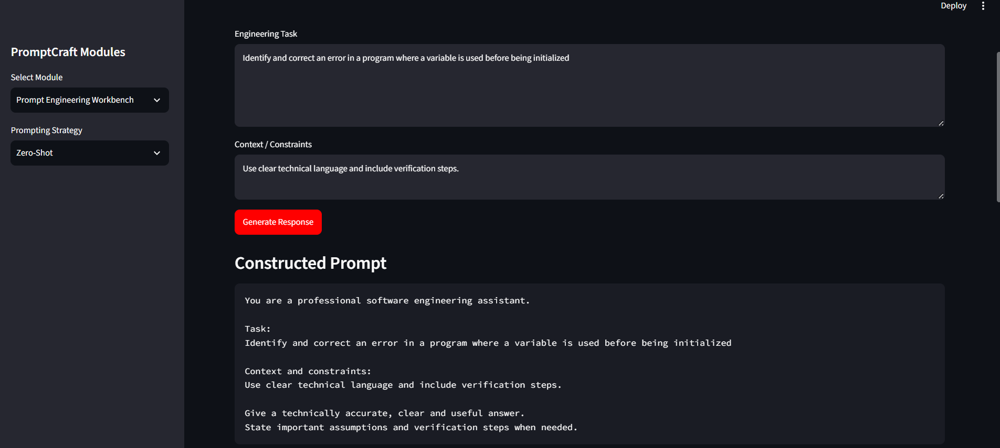 Deploy
PromptCraft Modules
Select Module
Prompt Engineering Workbench
Prompting Strategy
Zero-Shot
Engineering Task
Identify and correct an error in a program where a variable is used before being initialized
Context / Constraints
Use clear technical language and include verification steps.
Generate Response
Constructed Prompt
You are a professional software engineering assistant.
Task:
Identify and correct an error in a program where a variable is used before being initialized
Context and constraints:
Use clear technical language and include verification steps.
Give a technically accurate, clear and useful answer.
State important assumptions and verification steps when needed.